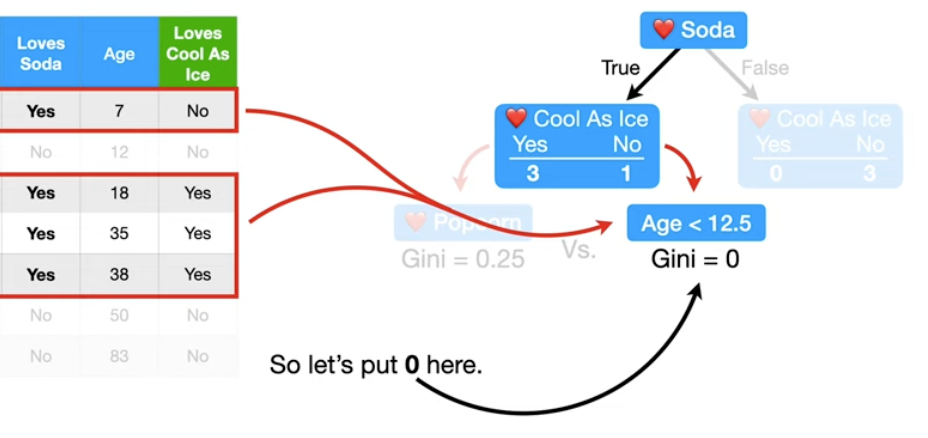 Loves Soda Age Loves Cool As Ice
Yes 7 No
No 12 No
Yes 18 Yes
Yes 35 Yes
Yes 38 Yes
No 50 No
No 83 No
❤️ Soda
True False
❤️ Cool As Ice
Yes No
3 1
❤️ Cool As Ice
Yes No
0 3
❤️ Popcorn
Gini = 0.25
Vs.
Age < 12.5
Gini = 0
So let's put 0 here.